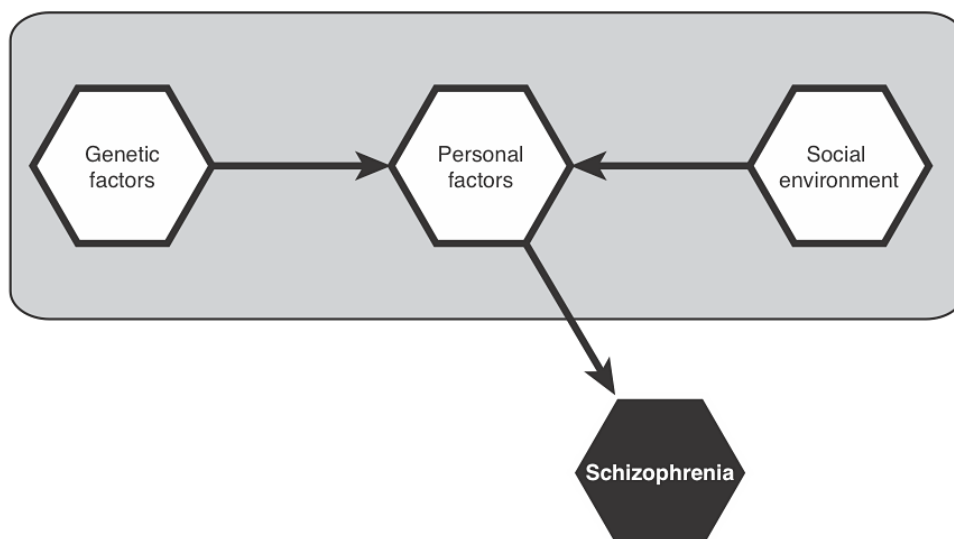 Genetic
factors
Personal
factors
Social
environment
Schizophrenia